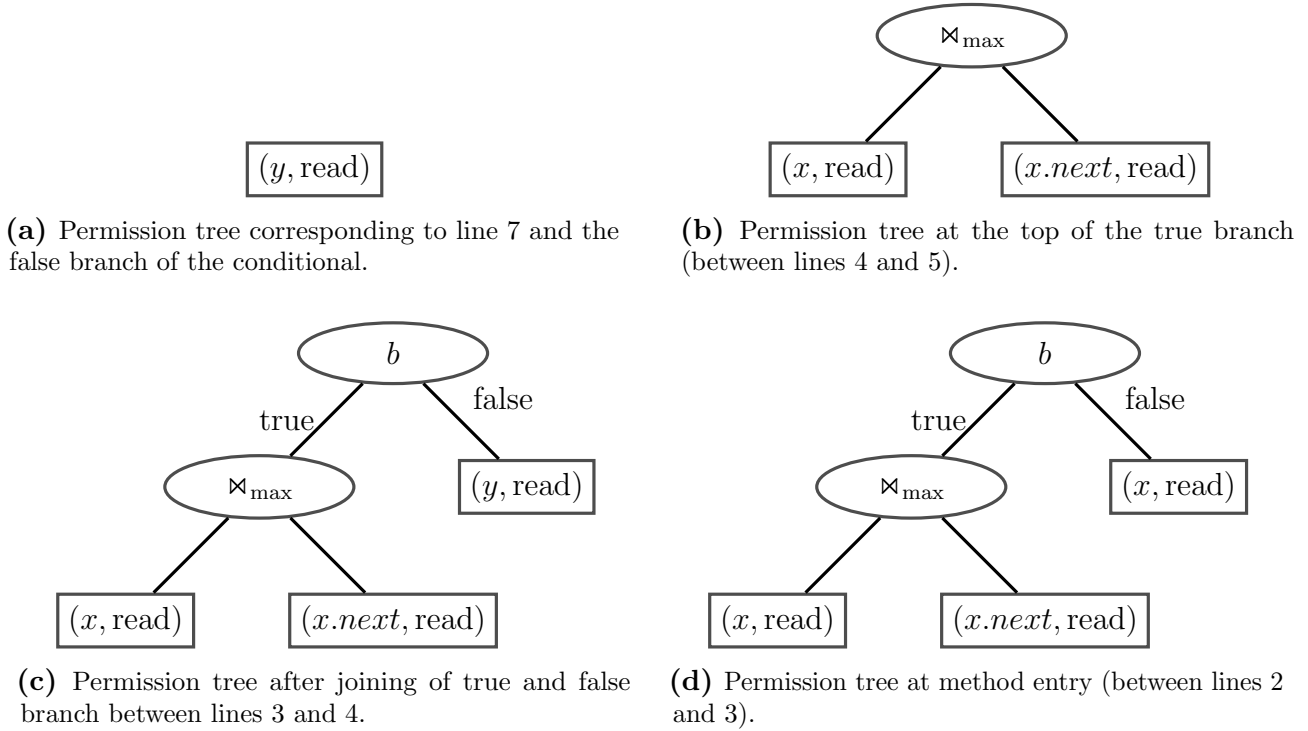 (y, read)
(a) Permission tree corresponding to line 7 and the
false branch of the conditional.
⋈max
(x, read) (x.next, read)
(b) Permission tree at the top of the true branch
(between lines 4 and 5).
b
true false
⋈max (y, read)
(x, read) (x.next, read)
(c) Permission tree after joining of true and false
branch between lines 3 and 4.
b
true false
⋈max (x, read)
(x, read) (x.next, read)
(d) Permission tree at method entry (between lines 2
and 3).